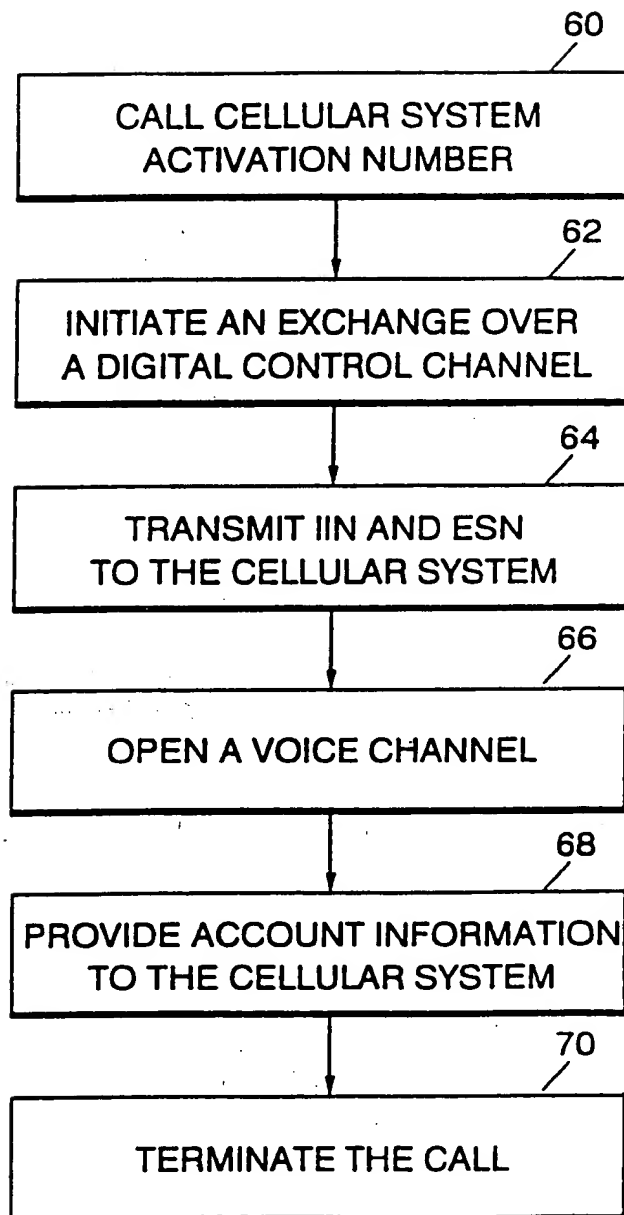 60
CALL CELLULAR SYSTEM
ACTIVATION NUMBER
62
INITIATE AN EXCHANGE OVER
A DIGITAL CONTROL CHANNEL
64
TRANSMIT IIN AND ESN
TO THE CELLULAR SYSTEM
66
OPEN A VOICE CHANNEL
68
PROVIDE ACCOUNT INFORMATION
TO THE CELLULAR SYSTEM
70
TERMINATE THE CALL